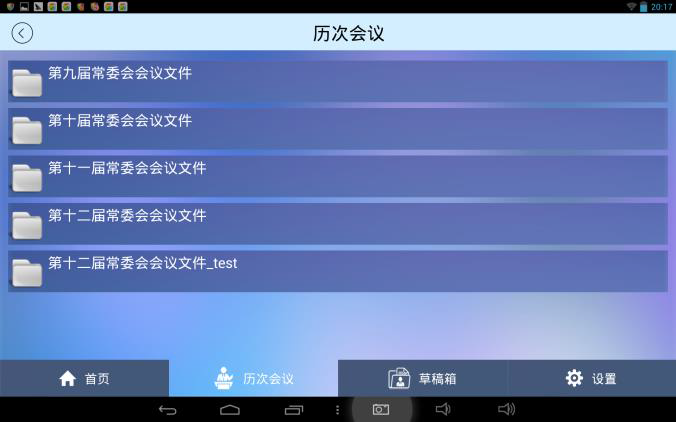 20:17
历次会议
第九届常委会会议文件
第十届常委会会议文件
第十一届常委会会议文件
第十二届常委会会议文件
第十二届常委会会议文件_test
首页
历次会议
草稿箱
设置